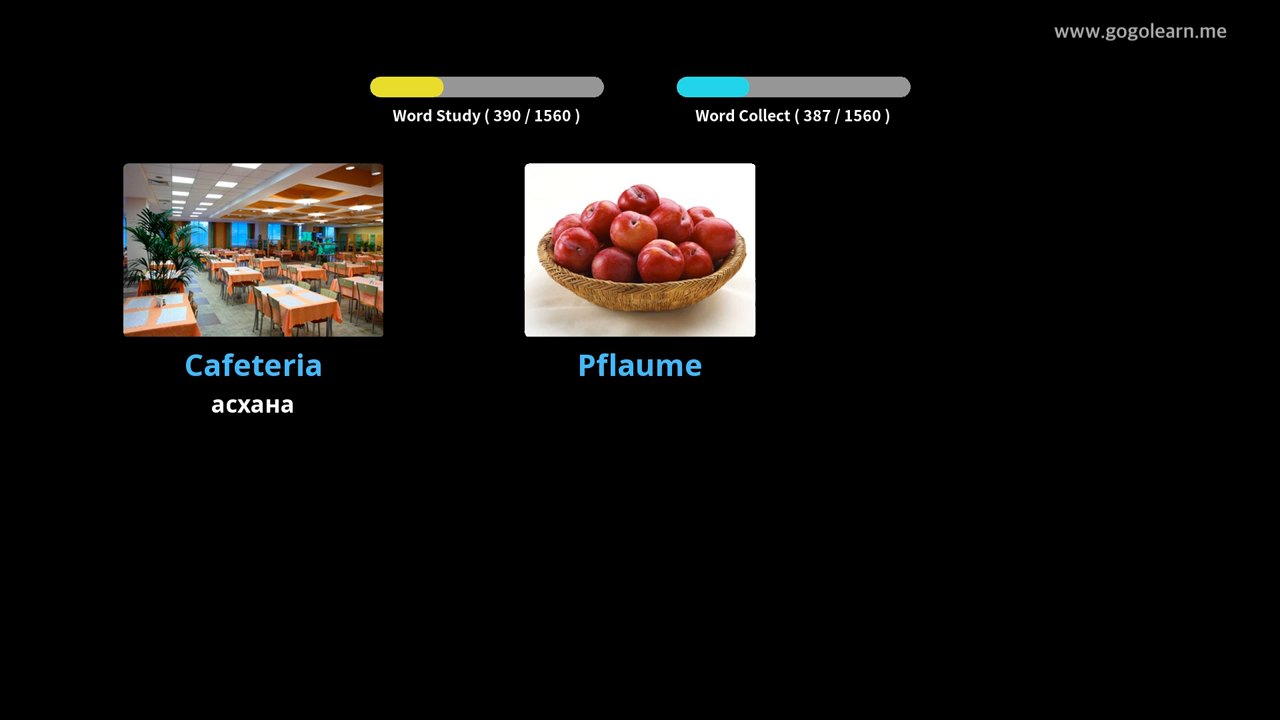 www.gogolearn.me
Word Study ( 390 / 1560 )
Word Collect ( 387 / 1560 )
Cafeteria
асхана
Pflaume